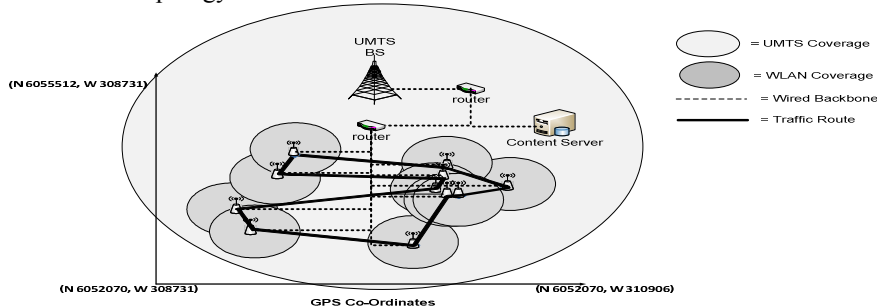 UMTS
BS
router
router
Content Server
(N 6055512, W 308731)
(N 6052070, W 308731)
(N 6052070, W 310906)
GPS Co-Ordinates
= UMTS Coverage
= WLAN Coverage
= Wired Backbone
= Traffic Route